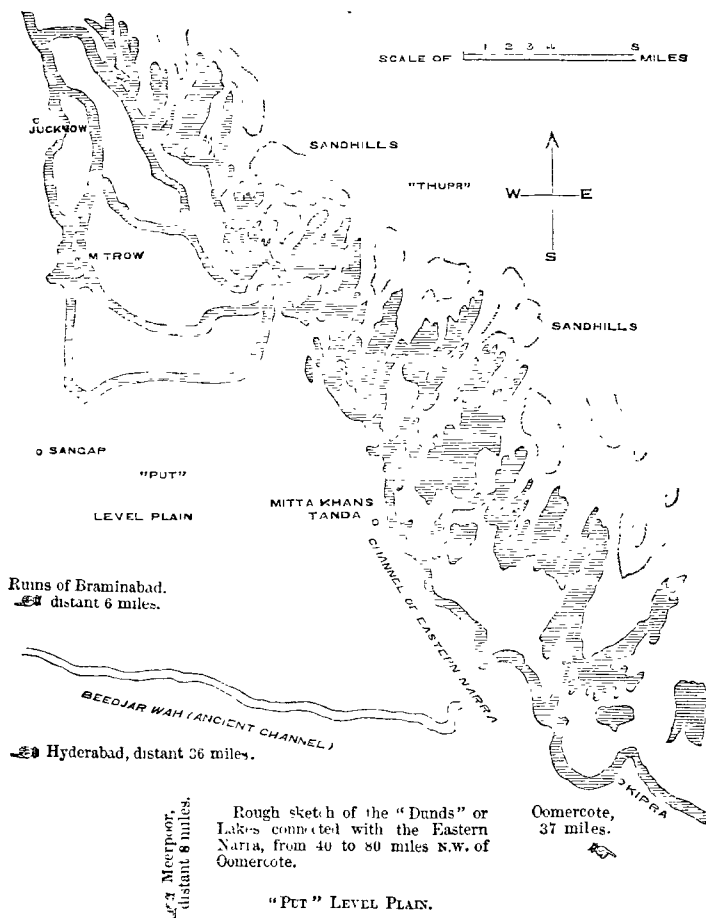 SCALE OF 1 2 3 4 8 MILES
JUCKROW
SANDHILLS
"THURR"
W E
S
M TROW
SANDHILLS
SANGAP
"PUT"
LEVEL PLAIN
MITTA KHANS
TANDA
CHANNEL OF EASTERN NARRA
Ruins of Braminabad.
distant 6 miles.
BEEDJAR WAH (ANCIENT CHANNEL)
Hyderabad, distant 36 miles.
KIPRA
Meerpoor,
distant 8 miles.
Rough sketch of the "Dunds" or
Lakes connected with the Eastern
Narra, from 40 to 80 miles N.W. of
Oomercote.
Oomercote,
37 miles.
"PUT" LEVEL PLAIN.